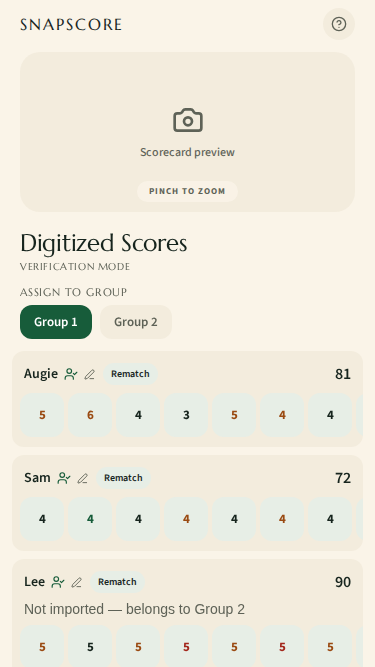 SNAPSCORE
Scorecard preview
PINCH TO ZOOM
Digitized Scores
VERIFICATION MODE
ASSIGN TO GROUP
Group 1 Group 2
Augie Rematch 81
5 6 4 3 5 4 4
Sam Rematch 72
4 4 4 4 4 4 4
Lee Rematch 90
Not imported — belongs to Group 2
5 5 5 5 5 5 5